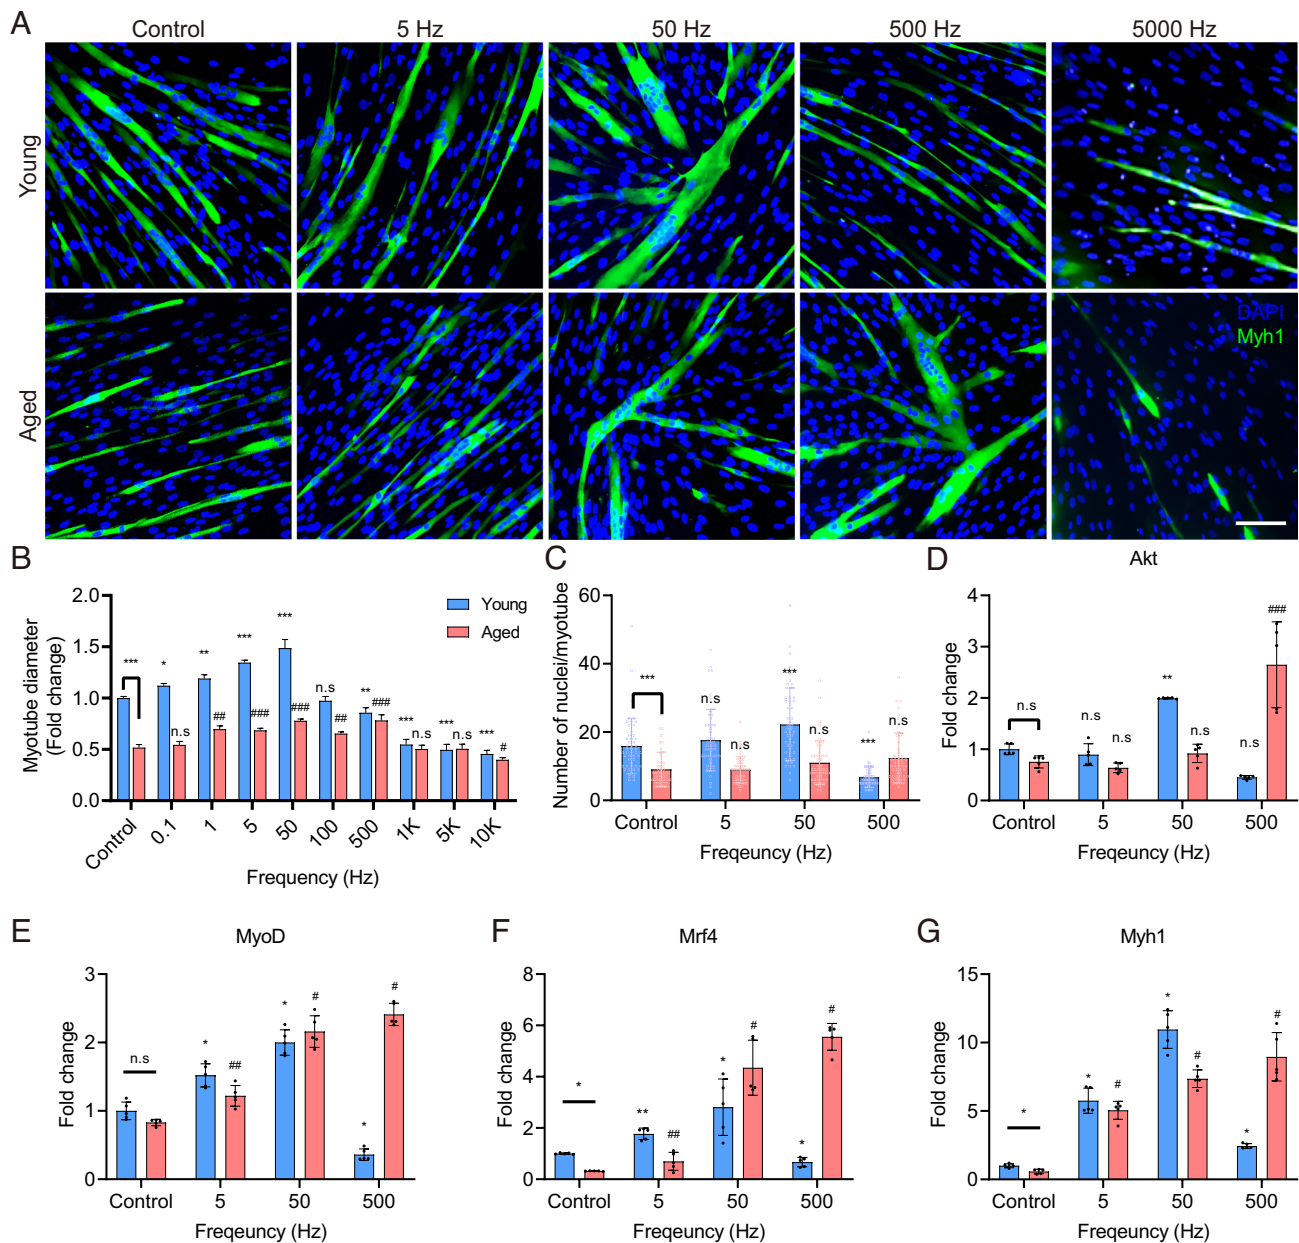 A
Control
5 Hz
50 Hz
500 Hz
5000 Hz
Young
Aged
DAPI
Myh1
B
Myotube diameter
(Fold change)
2.0
1.5
1.0
0.5
0.0
***
*
n.s
**
##
***
###
***
###
n.s
##
**
###
***
n.s
***
n.s
***
#
Young
Aged
Control
0.1
1
5
50
100
500
1K
5K
10K
Frequency (Hz)
C
Number of nuclei/myotube
60
40
20
0
***
n.s
n.s
***
n.s
***
n.s
Control
5
50
500
Freqeuncy (Hz)
D
Akt
Fold change
4
3
2
1
0
n.s
n.s
n.s
**
n.s
n.s
###
Control
5
50
500
Freqeuncy (Hz)
E
MyoD
Fold change
3
2
1
0
n.s
*
##
*
#
*
#
Control
5
50
500
Freqeuncy (Hz)
F
Mrf4
Fold change
8
6
4
2
0
*
**
##
*
#
*
#
Control
5
50
500
Freqeuncy (Hz)
G
Myh1
Fold change
15
10
5
0
*
*
#
*
#
*
#
Control
5
50
500
Freqeuncy (Hz)